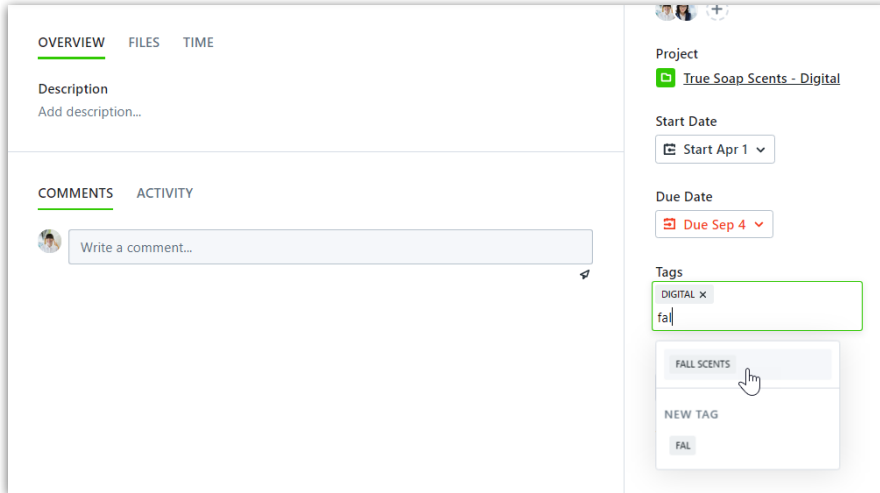 OVERVIEW FILES TIME
Description
Add description...
COMMENTS ACTIVITY
Write a comment...
Project
True Soap Scents - Digital
Start Date
Start Apr 1
Due Date
Due Sep 4
Tags
DIGITAL ×
fal
FALL SCENTS
NEW TAG
FAL